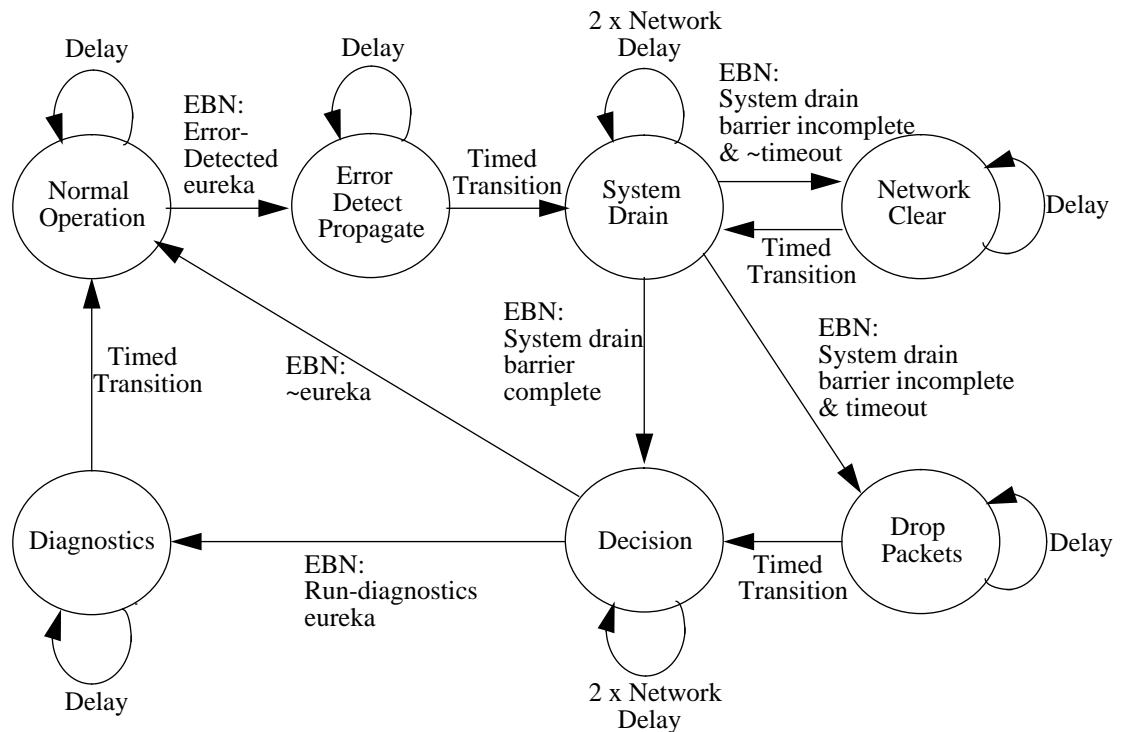 Delay
Normal
Operation
EBN:
Error-
Detected
eureka
Delay
Error
Detect
Propagate
Timed
Transition
2 x Network
Delay
System
Drain
EBN:
System drain
barrier incomplete
& ~timeout
Network
Clear
Delay
Timed
Transition
EBN:
System drain
barrier
complete
EBN:
System drain
barrier incomplete
& timeout
Timed
Transition
EBN:
~eureka
Diagnostics
Delay
EBN:
Run-diagnostics
eureka
Decision
2 x Network
Delay
Timed
Transition
Drop
Packets
Delay